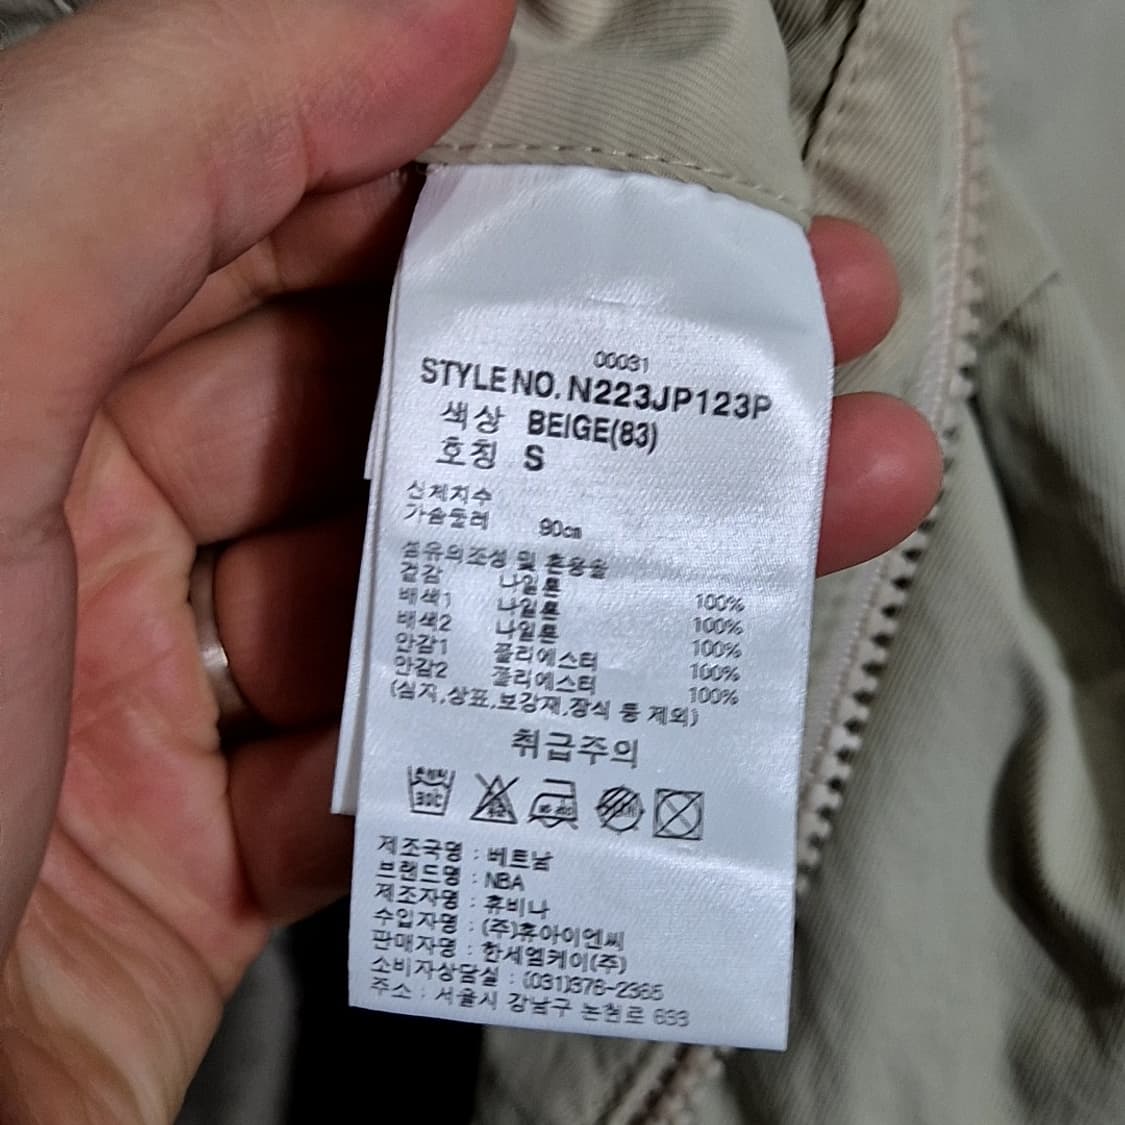 00031
STYLE NO. N223JP123P
색상 BEIGE(83)
호칭 S
신체치수
가슴둘레 90㎝
섬유의조성 및 혼용율
겉감 나일론 100%
배색1 나일론 100%
배색2 나일론 100%
안감1 폴리에스터 100%
안감2 폴리에스터 100%
(심지,상표,보강재,장식 등 제외)
취급주의
30C
제조국명 : 베트남
브랜드명 : NBA
제조자명 : 휴비나
수입자명 : (주)휴아이엔씨
판매자명 : 한세엠케이(주)
소비자상담실 : (031)378-2365
주소 : 서울시 강남구 논현로 633